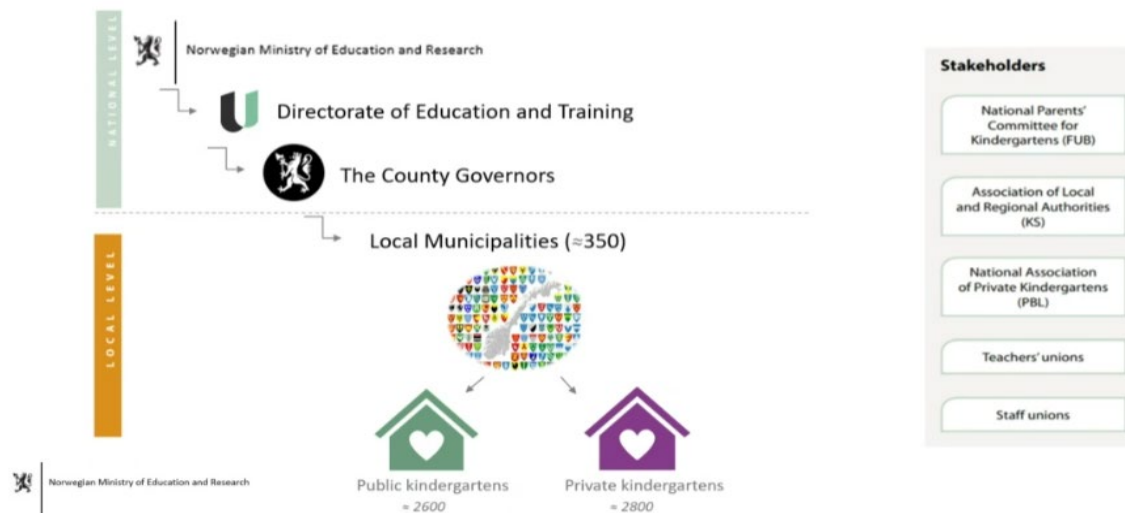 NATIONAL LEVEL
Norwegian Ministry of Education and Research
Directorate of Education and Training
The County Governors
LOCAL LEVEL
Local Municipalities (≈350)
Public kindergartens
≈ 2600
Private kindergartens
≈ 2800
Norwegian Ministry of Education and Research
Stakeholders
National Parents'
Committee for
Kindergartens (FUB)
Association of Local
and Regional Authorities
(KS)
National Association
of Private Kindergartens
(PBL)
Teachers' unions
Staff unions